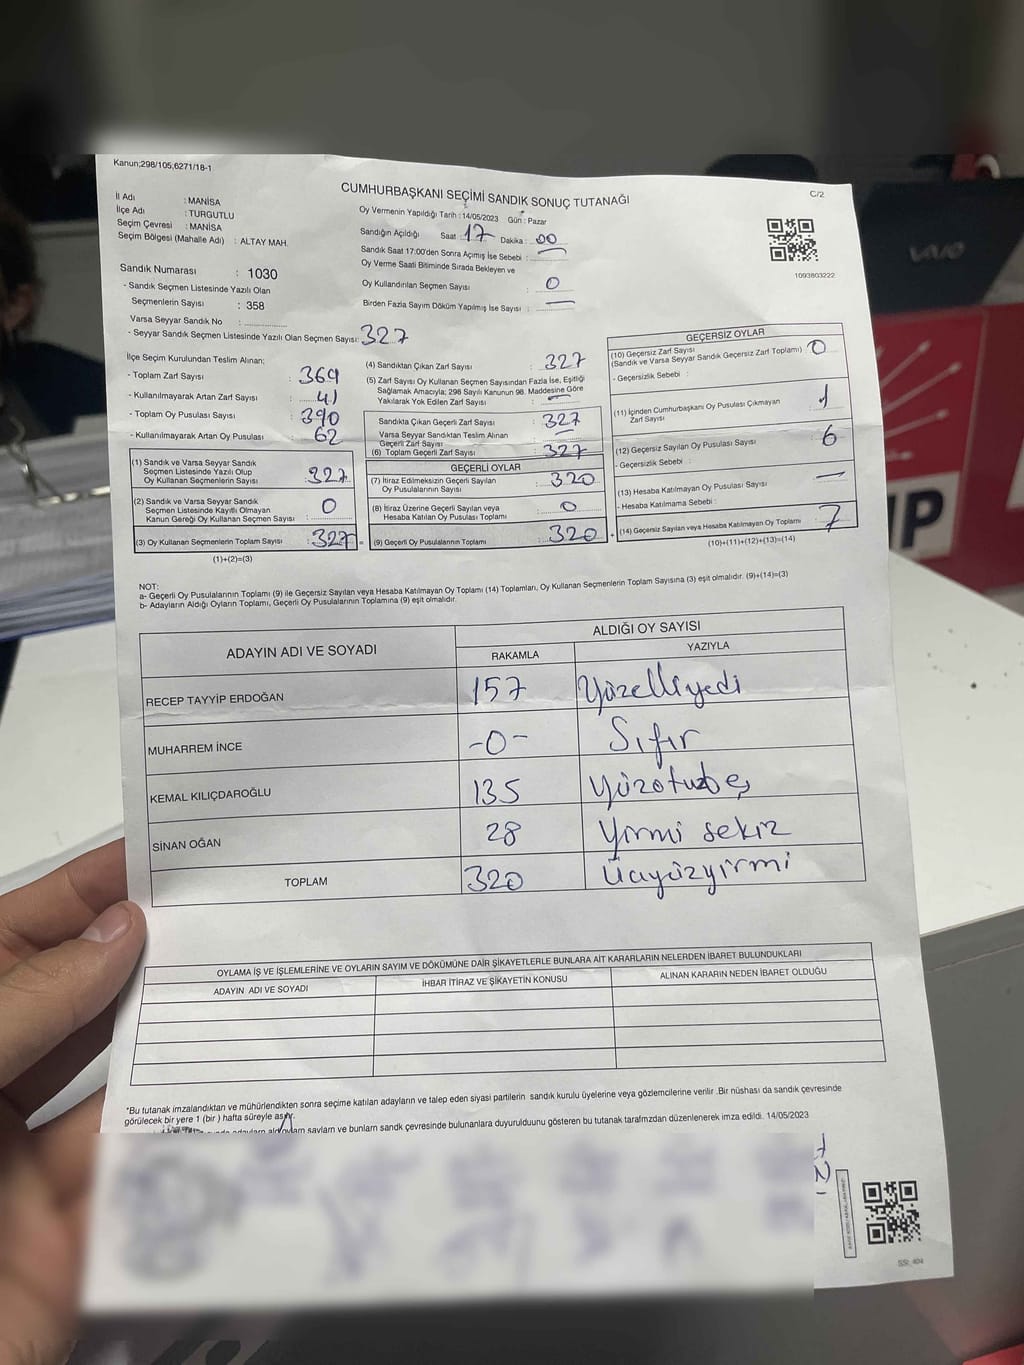 Kanun;298/105;6271/18-1
CUMHURBAŞKANI SEÇİMİ SANDIK SONUÇ TUTANAĞI
C/2
İl Adı : MANİSA
İlçe Adı : TURGUTLU
Seçim Çevresi : MANİSA
Seçim Bölgesi (Mahalle Adı) : ALTAY MAH.
Sandık Numarası : 1030
- Sandık Seçmen Listesinde Yazılı Olan
Seçmenlerin Sayısı : 358
Varsa Seyyar Sandık No :
- Seyyar Sandık Seçmen Listesinde Yazılı Olan Seçmen Sayısı: 327
Oy Vermenin Yapıldığı Tarih : 14/05/2023 Gün : Pazar
Sandığın Açıldığı Saat 17 Dakika : 00
Sandık Saat 17:00'den Sonra Açımış İse Sebebi : —
Oy Verme Saati Bitiminde Sırada Bekleyen ve
Oy Kullandırılan Seçmen Sayısı : 0
Birden Fazla Sayım Döküm Yapılmış İse Sayısı : —
1093803222
İlçe Seçim Kurulundan Teslim Alınan:
- Toplam Zarf Sayısı : 369
- Kullanılmayarak Artan Zarf Sayısı : 41
- Toplam Oy Pusulası Sayısı : 390
- Kullanılmayarak Artan Oy Pusulası : 62
(1) Sandık ve Varsa Seyyar Sandık
Seçmen Listesinde Yazılı Olup
Oy Kullanan Seçmenlerin Sayısı : 327
(2) Sandık ve Varsa Seyyar Sandık
Seçmen Listesinde Kayıtlı Olmayan
Kanun Gereği Oy Kullanan Seçmen Sayısı : 0
(3) Oy Kullanan Seçmenlerin Toplam Sayısı : 327
(1)+(2)=(3)
(4) Sandıktan Çıkan Zarf Sayısı : 327
(5) Zarf Sayısı Oy Kullanan Seçmen Sayısından Fazla İse, Eşitliği
Sağlamak Amacıyla; 298 Sayılı Kanunun 98. Maddesine Göre
Yakılarak Yok Edilen Zarf Sayısı : —
Sandıkta Çıkan Geçerli Zarf Sayısı : 327
Varsa Seyyar Sandıktan Teslim Alınan
Geçerli Zarf Sayısı : —
(6) Toplam Geçerli Zarf Sayısı : 327
GEÇERLİ OYLAR
(7) İtiraz Edilmeksizin Geçerli Sayılan
Oy Pusulalarının Sayısı : 320
(8) İtiraz Üzerine Geçerli Sayılan veya
Hesaba Katılan Oy Pusulaları Toplamı : 0
(9) Geçerli Oy Pusulalarının Toplamı : 320
GEÇERSİZ OYLAR
(10) Geçersiz Zarf Sayısı
(Sandık ve Varsa Seyyar Sandık Geçersiz Zarf Toplamı) : 0
- Geçersizlik Sebebi :
(11) İçinden Cumhurbaşkanı Oy Pusulası Çıkmayan
Zarf Sayısı : 1
(12) Geçersiz Sayılan Oy Pusulası Sayısı : 6
- Geçersizlik Sebebi :
(13) Hesaba Katılmayan Oy Pusulası Sayısı : —
- Hesaba Katılmama Sebebi :
(14) Geçersiz Sayılan veya Hesaba Katılmayan Oy Toplamı : 7
(10)+(11)+(12)+(13)=(14)
NOT:
a- Geçerli Oy Pusulalarının Toplamı (9) ile Geçersiz Sayılan veya Hesaba Katılmayan Oy Toplamı (14) Toplamları, Oy Kullanan Seçmenlerin Toplam Sayısına (3) eşit olmalıdır. (9)+(14)=(3)
b- Adayların Aldığı Oyların Toplamı, Geçerli Oy Pusulalarının Toplamına (9) eşit olmalıdır.
ADAYIN ADI VE SOYADI ALDIĞI OY SAYISI
RAKAMLA YAZIYLA
RECEP TAYYİP ERDOĞAN 157 Yüzelliyedi
MUHARREM İNCE -0- Sıfır
KEMAL KILIÇDAROĞLU 135 Yüzotuzbeş
SİNAN OĞAN 28 Yirmi sekiz
TOPLAM 320 Üçyüzyirmi
OYLAMA İŞ VE İŞLEMLERİNE VE OYLARIN SAYIM VE DÖKÜMÜNE DAİR ŞİKAYETLERLE BUNLARA AİT KARARLARIN NELERDEN İBARET BULUNDUKLARI
ADAYIN ADI VE SOYADI İHBAR İTİRAZ VE ŞİKAYETİN KONUSU ALINAN KARARIN NEDEN İBARET OLDUĞU
*Bu tutanak imzalandıktan ve mühürlendikten sonra seçime katılan adayların ve talep eden siyasi partilerin sandık kurulu üyelerine veya gözlemcilerine verilir .Bir nüshası da sandık çevresinde
görülecek bir yere 1 (bir ) hafta süreyle asılır.
savlarn ve bunlarn sandk çevresinde bulunanlara duyurulduunu gösteren bu tutanak tarafmzdan düzenlenerek imza edildi. 14/05/2023
VAIO